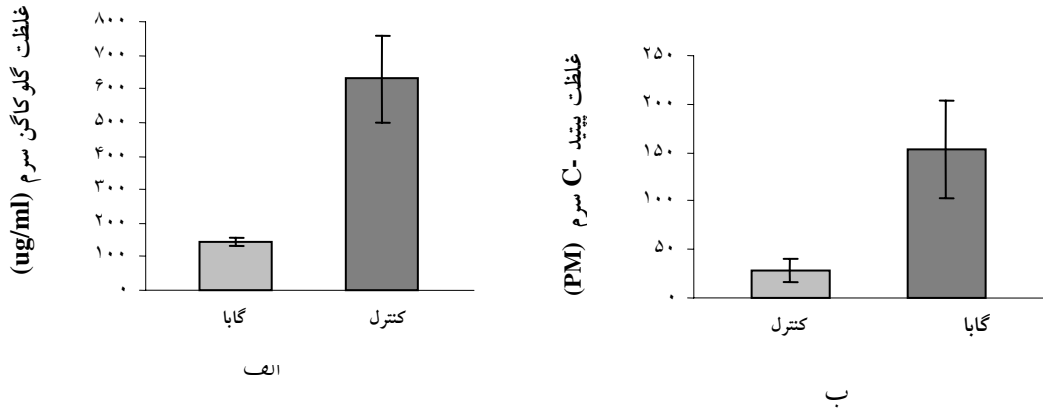 غلظت گلوکاگن سرم (ug/ml)
۸۰۰
۷۰۰
۶۰۰
۵۰۰
۴۰۰
۳۰۰
۲۰۰
۱۰۰
۰
گابا
کنترل
الف
غلظت پپتید -C سرم (PM)
۲۵۰
۲۰۰
۱۵۰
۱۰۰
۵۰
۰
کنترل
گابا
ب